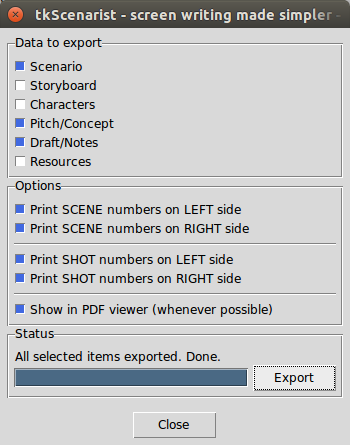 tkScenarist - screen writing made simpler -
Data to export
Scenario
Storyboard
Characters
Pitch/Concept
Draft/Notes
Resources
Options
Print SCENE numbers on LEFT side
Print SCENE numbers on RIGHT side
Print SHOT numbers on LEFT side
Print SHOT numbers on RIGHT side
Show in PDF viewer (whenever possible)
Status
All selected items exported. Done.
Export
Close